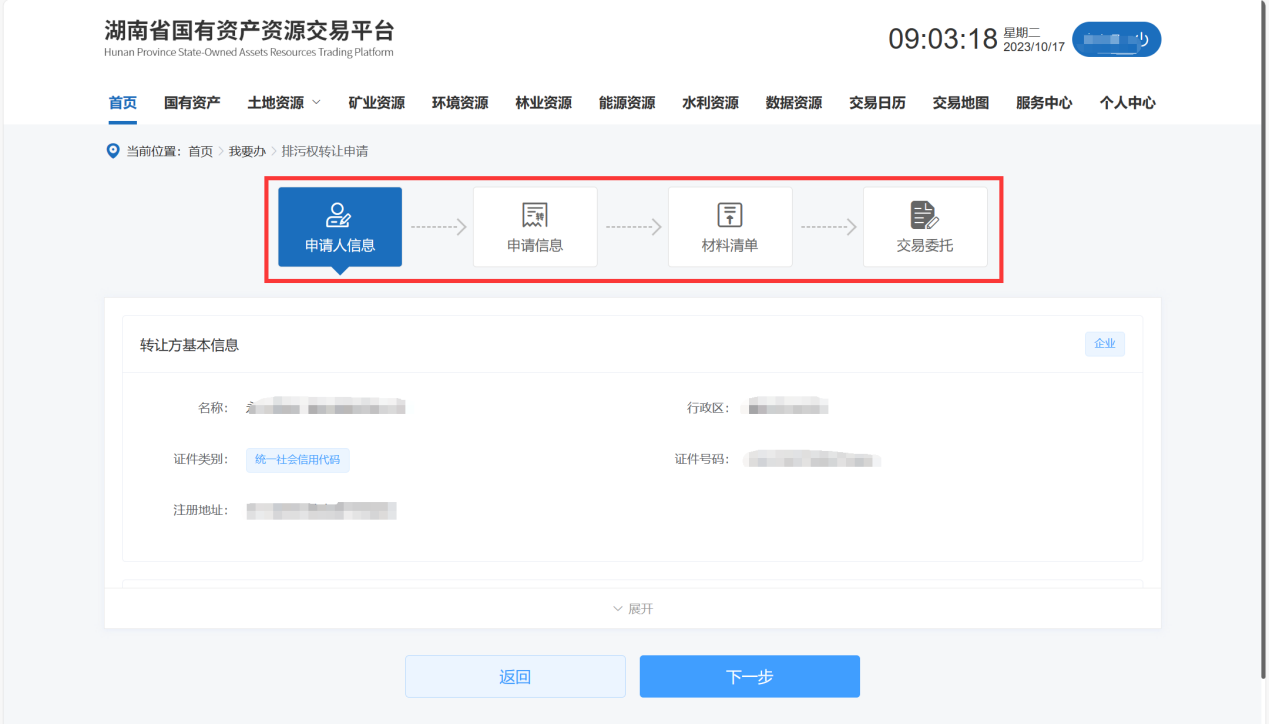 湖南省国有资产资源交易平台
Hunan Province State-Owned Assets Resources Trading Platform
09:03:18
星期二
2023/10/17
首页 国有资产 土地资源 矿业资源 环境资源 林业资源 能源资源 水利资源 数据资源 交易日历 交易地图 服务中心 个人中心
当前位置: 首页 > 我要办 > 排污权转让申请
申请人信息 申请信息 材料清单 交易委托
转让方基本信息 企业
名称: 行政区:
证件类别: 统一社会信用代码 证件号码:
注册地址:
展开
返回 下一步